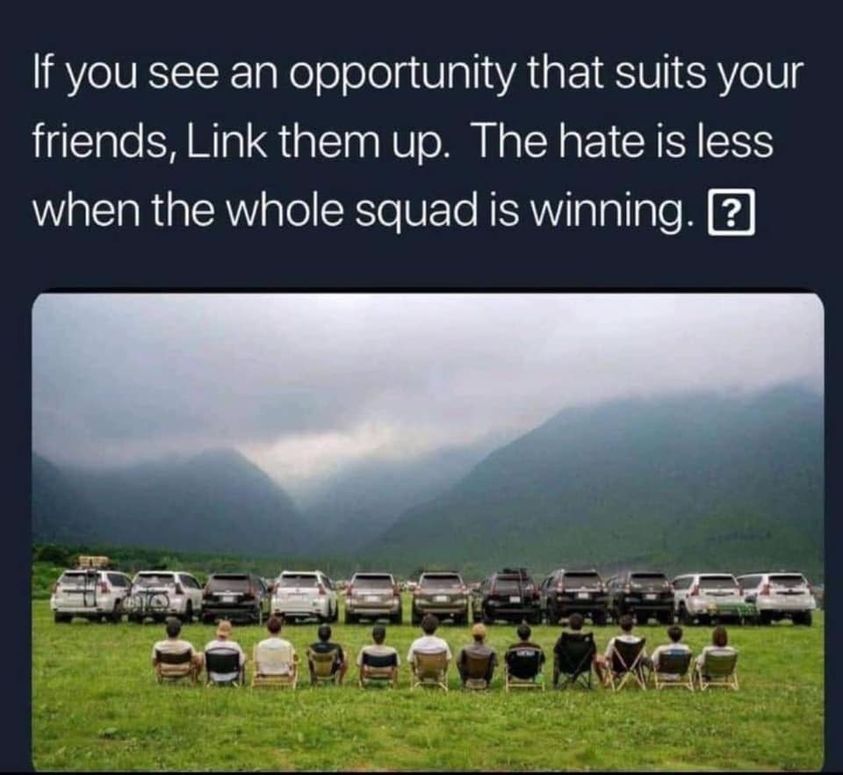 If you see an opportunity that suits your
friends, Link them up. The hate is less
when the whole squad is winning.